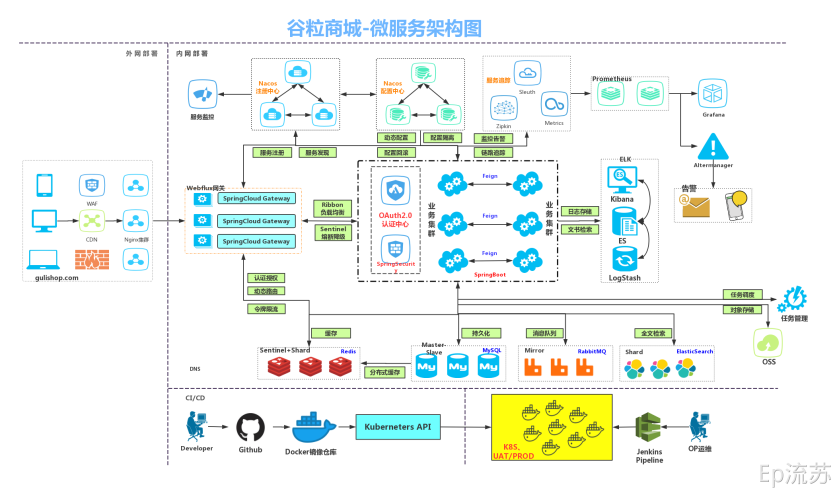 谷粒商城-微服务架构图
外网部署
内网部署
Nacos
注册中心
Nacos
配置中心
服务追踪
Sleuth
Zipkin
Metrics
Prometheus
Grafana
服务监控
Altermanager
动态配置
配置隔离
监控告警
服务注册
服务发现
配置回滚
链路追踪
告警
Webflux网关
SpringCloud Gateway
SpringCloud Gateway
SpringCloud Gateway
Ribbon
负载均衡
Sentinel
熔断降级
OAuth2.0
认证中心
SpringSecurit
y
业务集群
Feign
Feign
Feign
业务集群
SpringBoot
日志存储
文书检索
ELK
Kibana
ES
LogStash
WAF
CDN
Nginx集群
gulishop.com
认证授权
动态路由
令牌限流
任务调度
对象存储
任务管理
OSS
缓存
持久化
消息队列
全文检索
Sentinel+Shard
Redis
分布式缓存
Master-
Slave
MySQL
Mirror
RabbitMQ
Shard
ElasticSearch
DNS
CI/CD
Developer
Github
Docker镜像仓库
Kuberneters API
K8S,
UAT/PROD
Jenkins
Pipeline
OP运维
Ep流苏